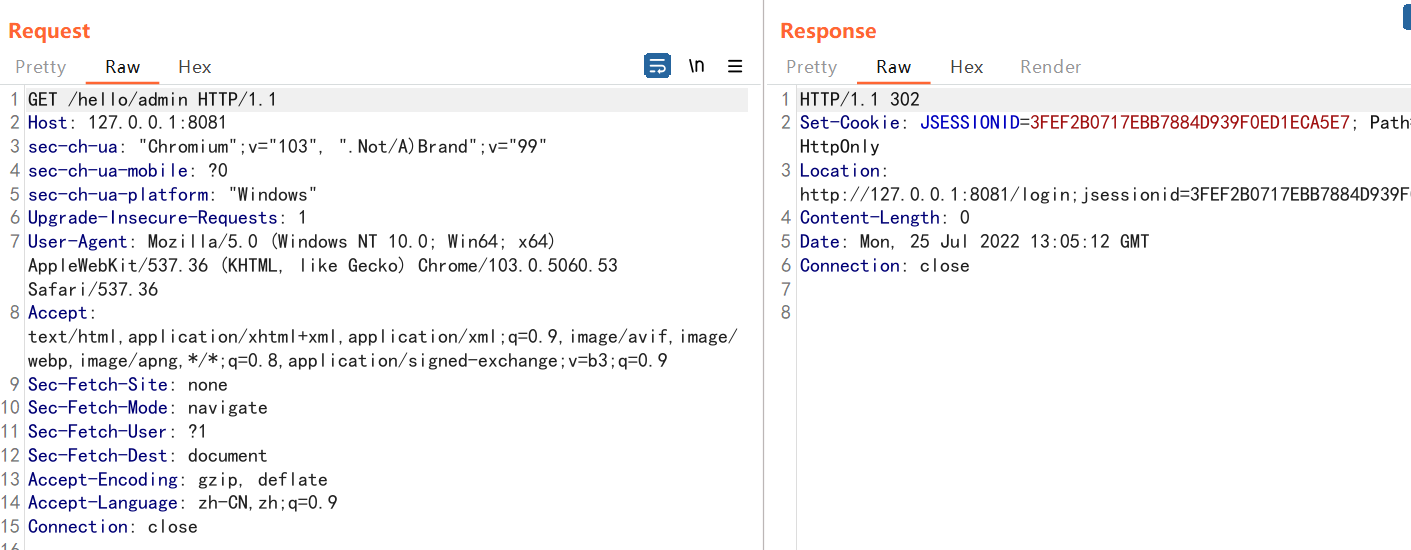 Request
Pretty Raw Hex \n
1 GET /hello/admin HTTP/1.1
2 Host: 127.0.0.1:8081
3 sec-ch-ua: "Chromium";v="103", ".Not/A)Brand";v="99"
4 sec-ch-ua-mobile: ?0
5 sec-ch-ua-platform: "Windows"
6 Upgrade-Insecure-Requests: 1
7 User-Agent: Mozilla/5.0 (Windows NT 10.0; Win64; x64)
AppleWebKit/537.36 (KHTML, like Gecko) Chrome/103.0.5060.53
Safari/537.36
8 Accept:
text/html,application/xhtml+xml,application/xml;q=0.9,image/avif,image/
webp,image/apng,*/*;q=0.8,application/signed-exchange;v=b3;q=0.9
9 Sec-Fetch-Site: none
10 Sec-Fetch-Mode: navigate
11 Sec-Fetch-User: ?1
12 Sec-Fetch-Dest: document
13 Accept-Encoding: gzip, deflate
14 Accept-Language: zh-CN,zh;q=0.9
15 Connection: close
16
Response
Pretty Raw Hex Render
1 HTTP/1.1 302
2 Set-Cookie: JSESSIONID=3FEF2B0717EBB7884D939F0ED1ECA5E7; Path=
HttpOnly
3 Location:
http://127.0.0.1:8081/login;jsessionid=3FEF2B0717EBB7884D939F
4 Content-Length: 0
5 Date: Mon, 25 Jul 2022 13:05:12 GMT
6 Connection: close
7
8